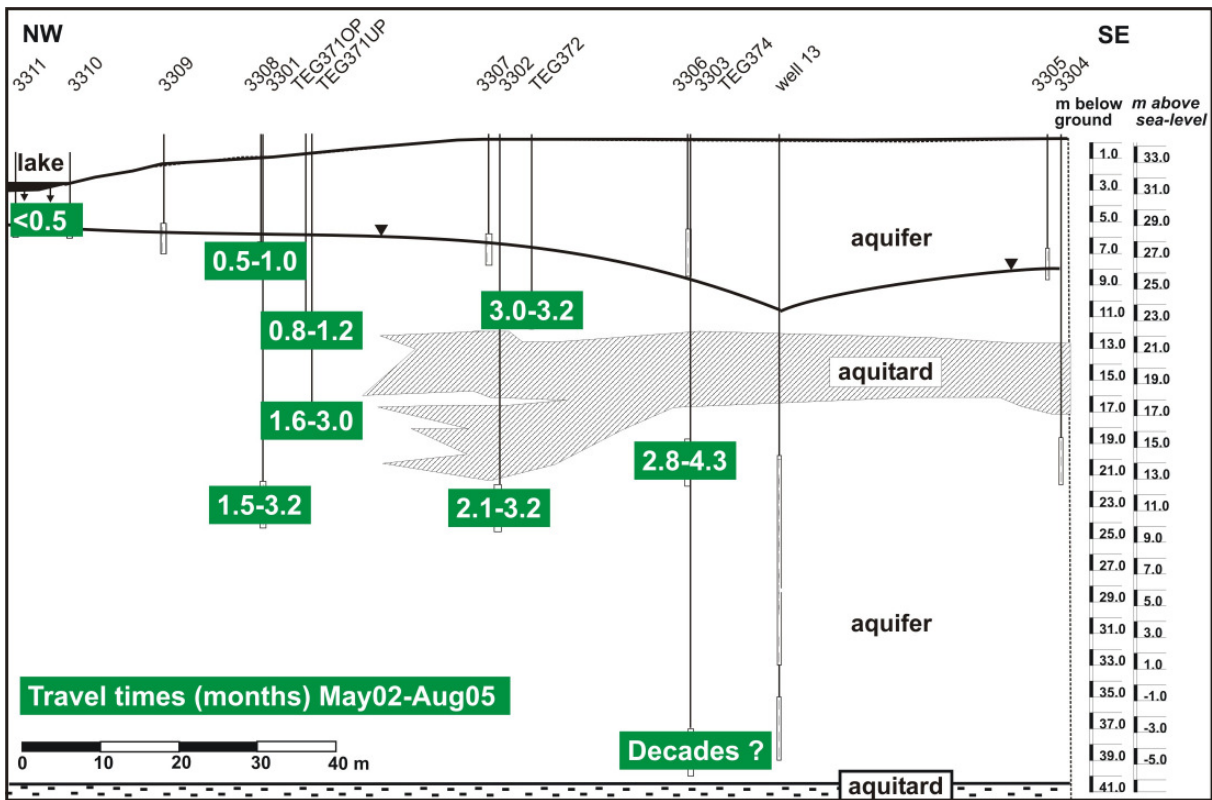 NW
SE
3311
3310
3309
3308
3301
TEG371OP
TEG371UP
3307
3302
TEG372
3306
3303
TEG374
well 13
3305
3304
m below
ground
m above
sea-level
lake
<0.5
0.5-1.0
0.8-1.2
1.6-3.0
1.5-3.2
3.0-3.2
2.1-3.2
2.8-4.3
Decades ?
aquifer
aquitard
aquifer
aquitard
Travel times (months) May02-Aug05
0 10 20 30 40 m
1.0 33.0
3.0 31.0
5.0 29.0
7.0 27.0
9.0 25.0
11.0 23.0
13.0 21.0
15.0 19.0
17.0 17.0
19.0 15.0
21.0 13.0
23.0 11.0
25.0 9.0
27.0 7.0
29.0 5.0
31.0 3.0
33.0 1.0
35.0 -1.0
37.0 -3.0
39.0 -5.0
41.0